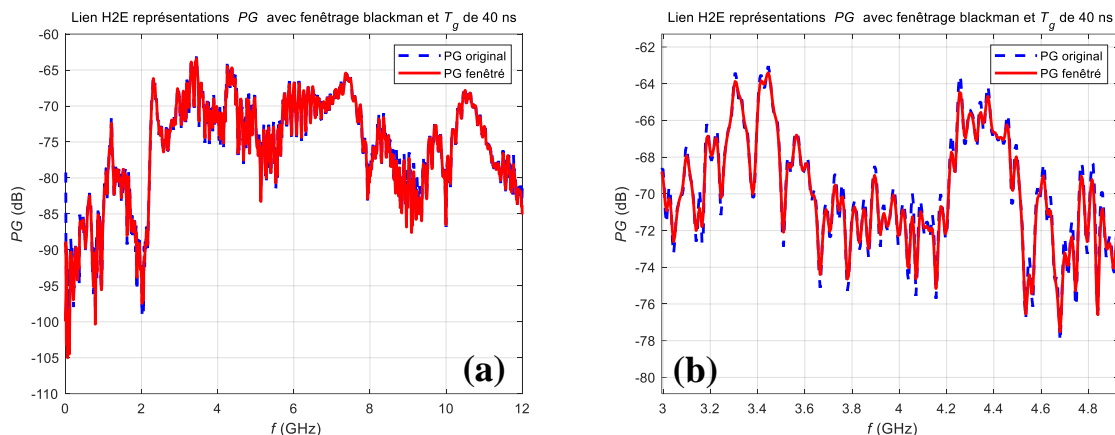 Lien H2E représentations PG avec fenêtrage blackman et Tg de 40 ns
-60
-65
-70
-75
-80
-85
-90
-95
-100
-105
-110
PG (dB)
PG original
PG fenêtré
(a)
0 2 4 6 8 10 12
f (GHz)
Lien H2E représentations PG avec fenêtrage blackman et Tg de 40 ns
-62
-64
-66
-68
-70
-72
-74
-76
-78
-80
PG (dB)
PG original
PG fenêtré
(b)
3 3.2 3.4 3.6 3.8 4 4.2 4.4 4.6 4.8
f (GHz)